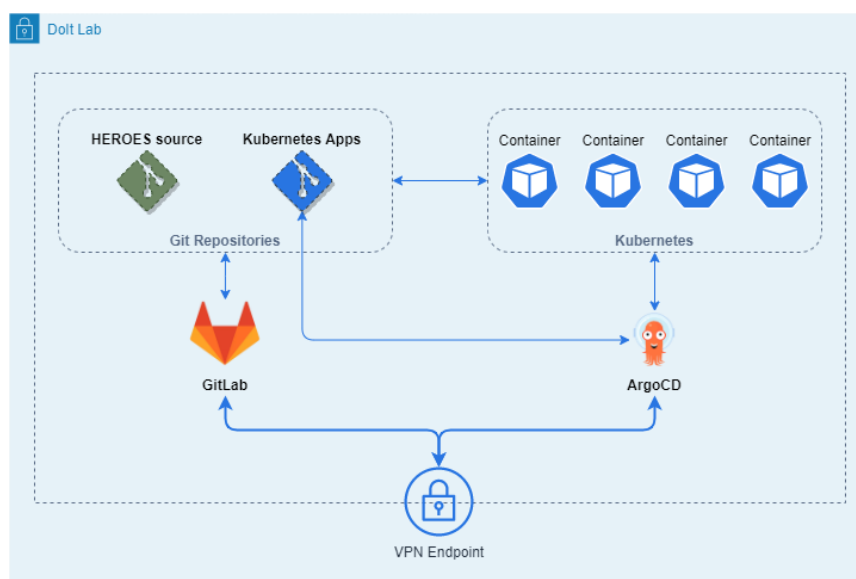 DoIt Lab
HEROES source
Kubernetes Apps
Container
Container
Container
Container
Git Repositories
Kubernetes
GitLab
ArgoCD
VPN Endpoint